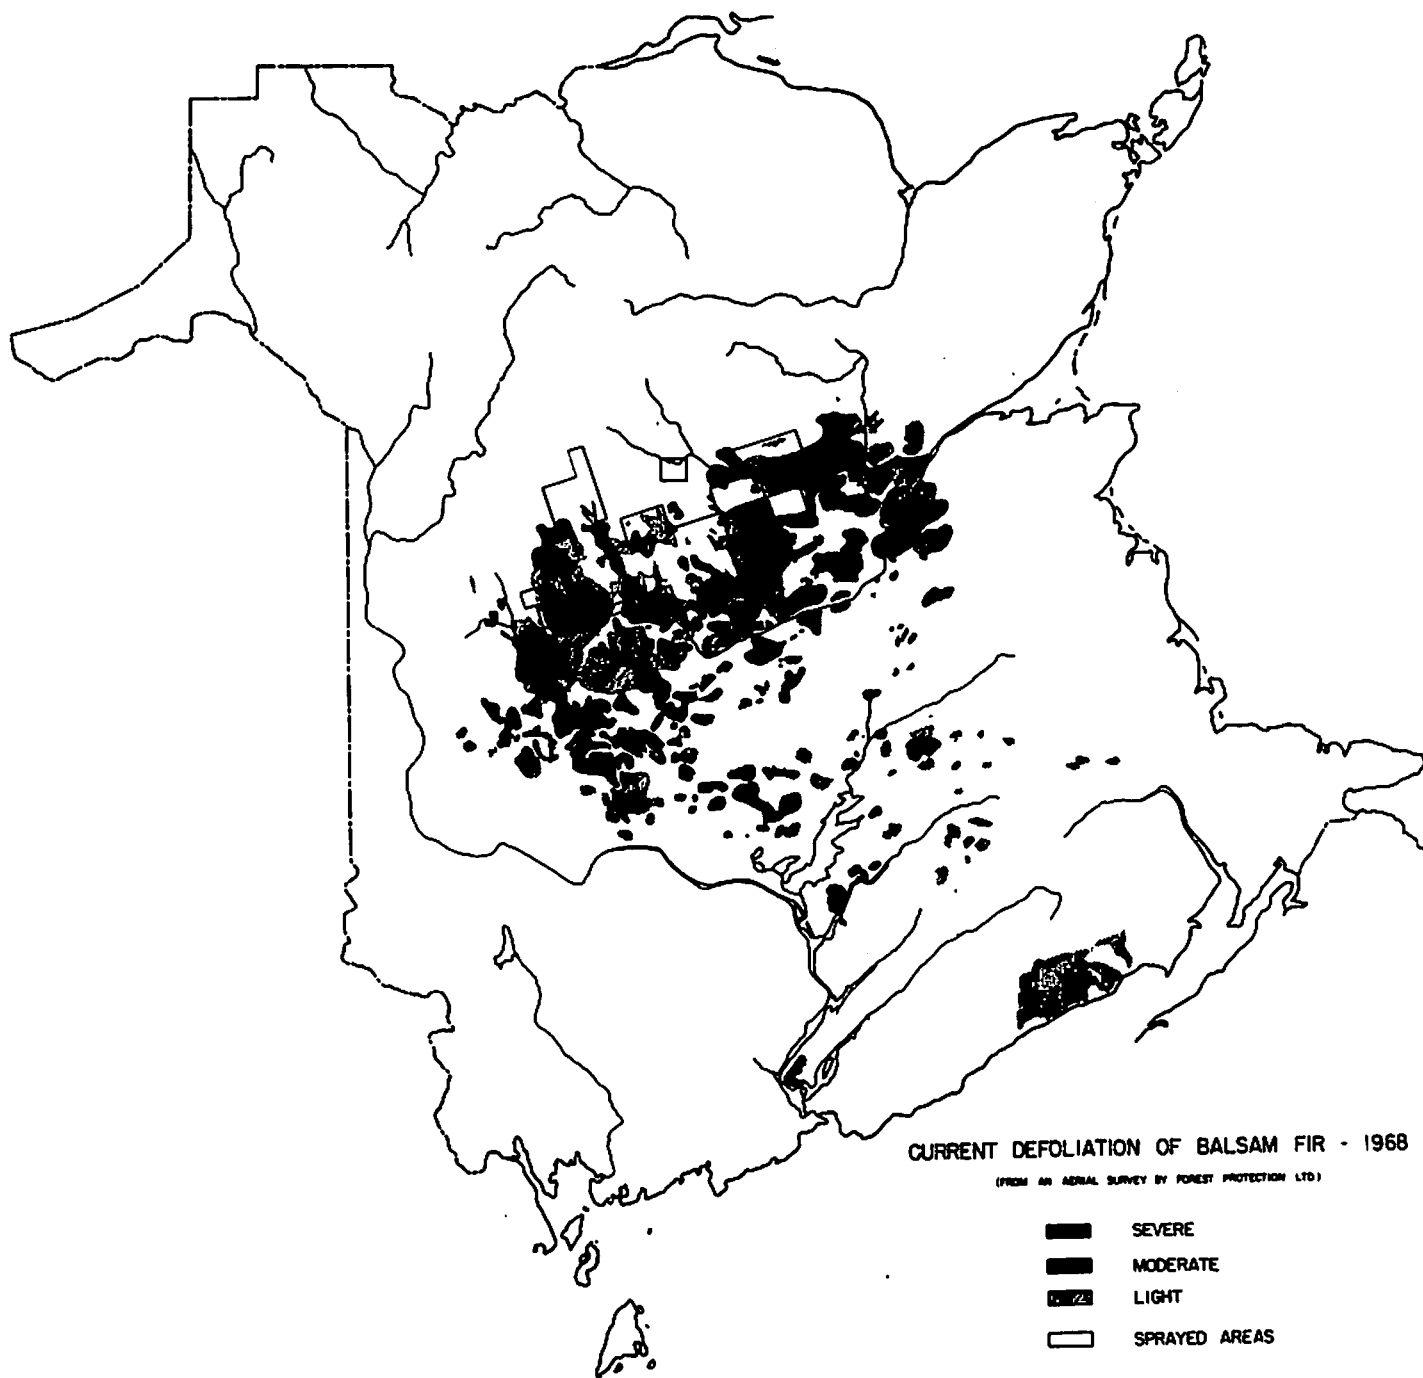 CURRENT DEFOLIATION OF BALSAM FIR - 1968
(FROM AN AERIAL SURVEY BY FOREST PROTECTION LTD)
SEVERE
MODERATE
LIGHT
SPRAYED AREAS